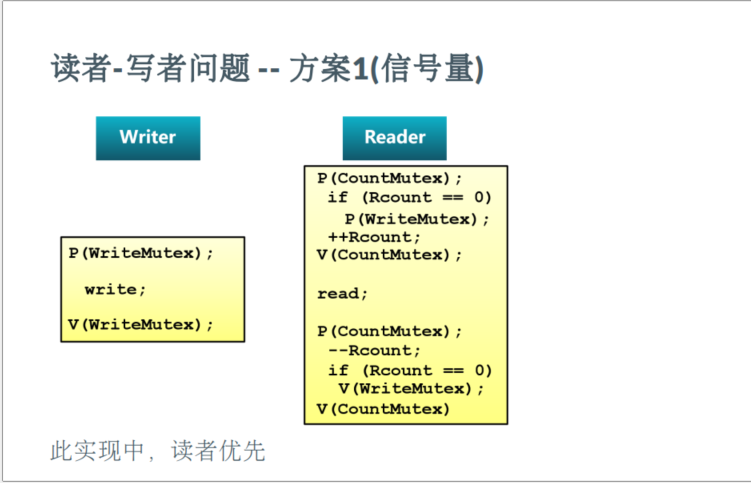 读者-写者问题 -- 方案1(信号量)
Writer
P(WriteMutex);
write;
V(WriteMutex);
Reader
P(CountMutex);
if (Rcount == 0)
P(WriteMutex);
++Rcount;
V(CountMutex);
read;
P(CountMutex);
--Rcount;
if (Rcount == 0)
V(WriteMutex);
V(CountMutex)
此实现中，读者优先